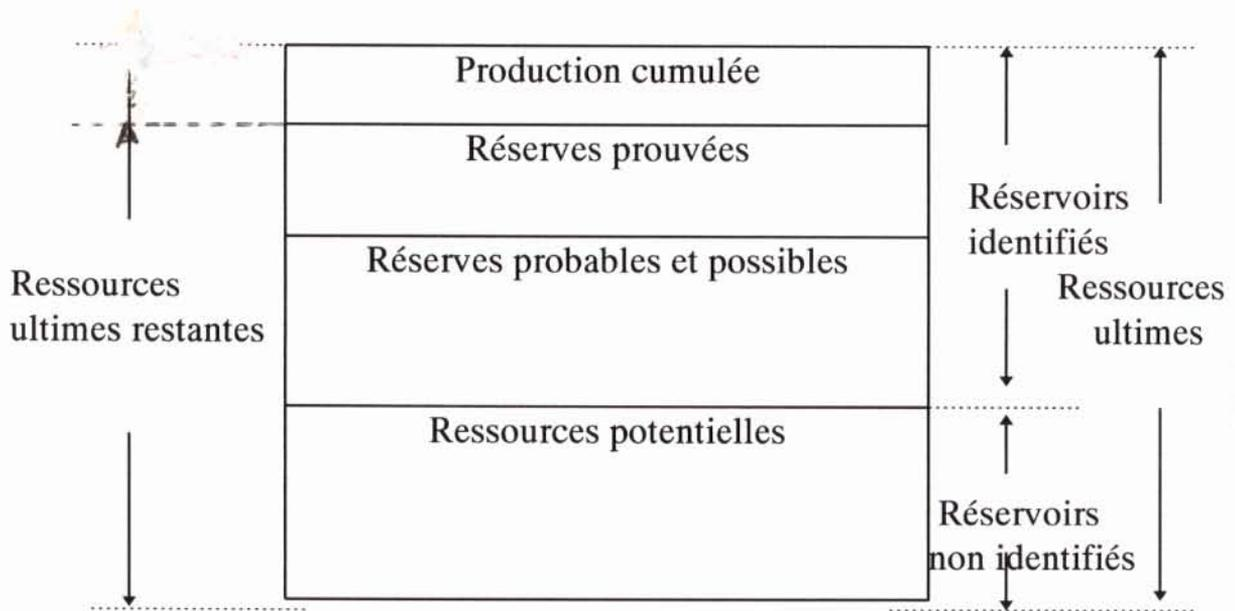 Production cumulée
Réserves prouvées
Réserves probables et possibles
Ressources potentielles
Ressources
ultimes restantes
Réservoirs
identifiés
Ressources
ultimes
Réservoirs
non identifiés